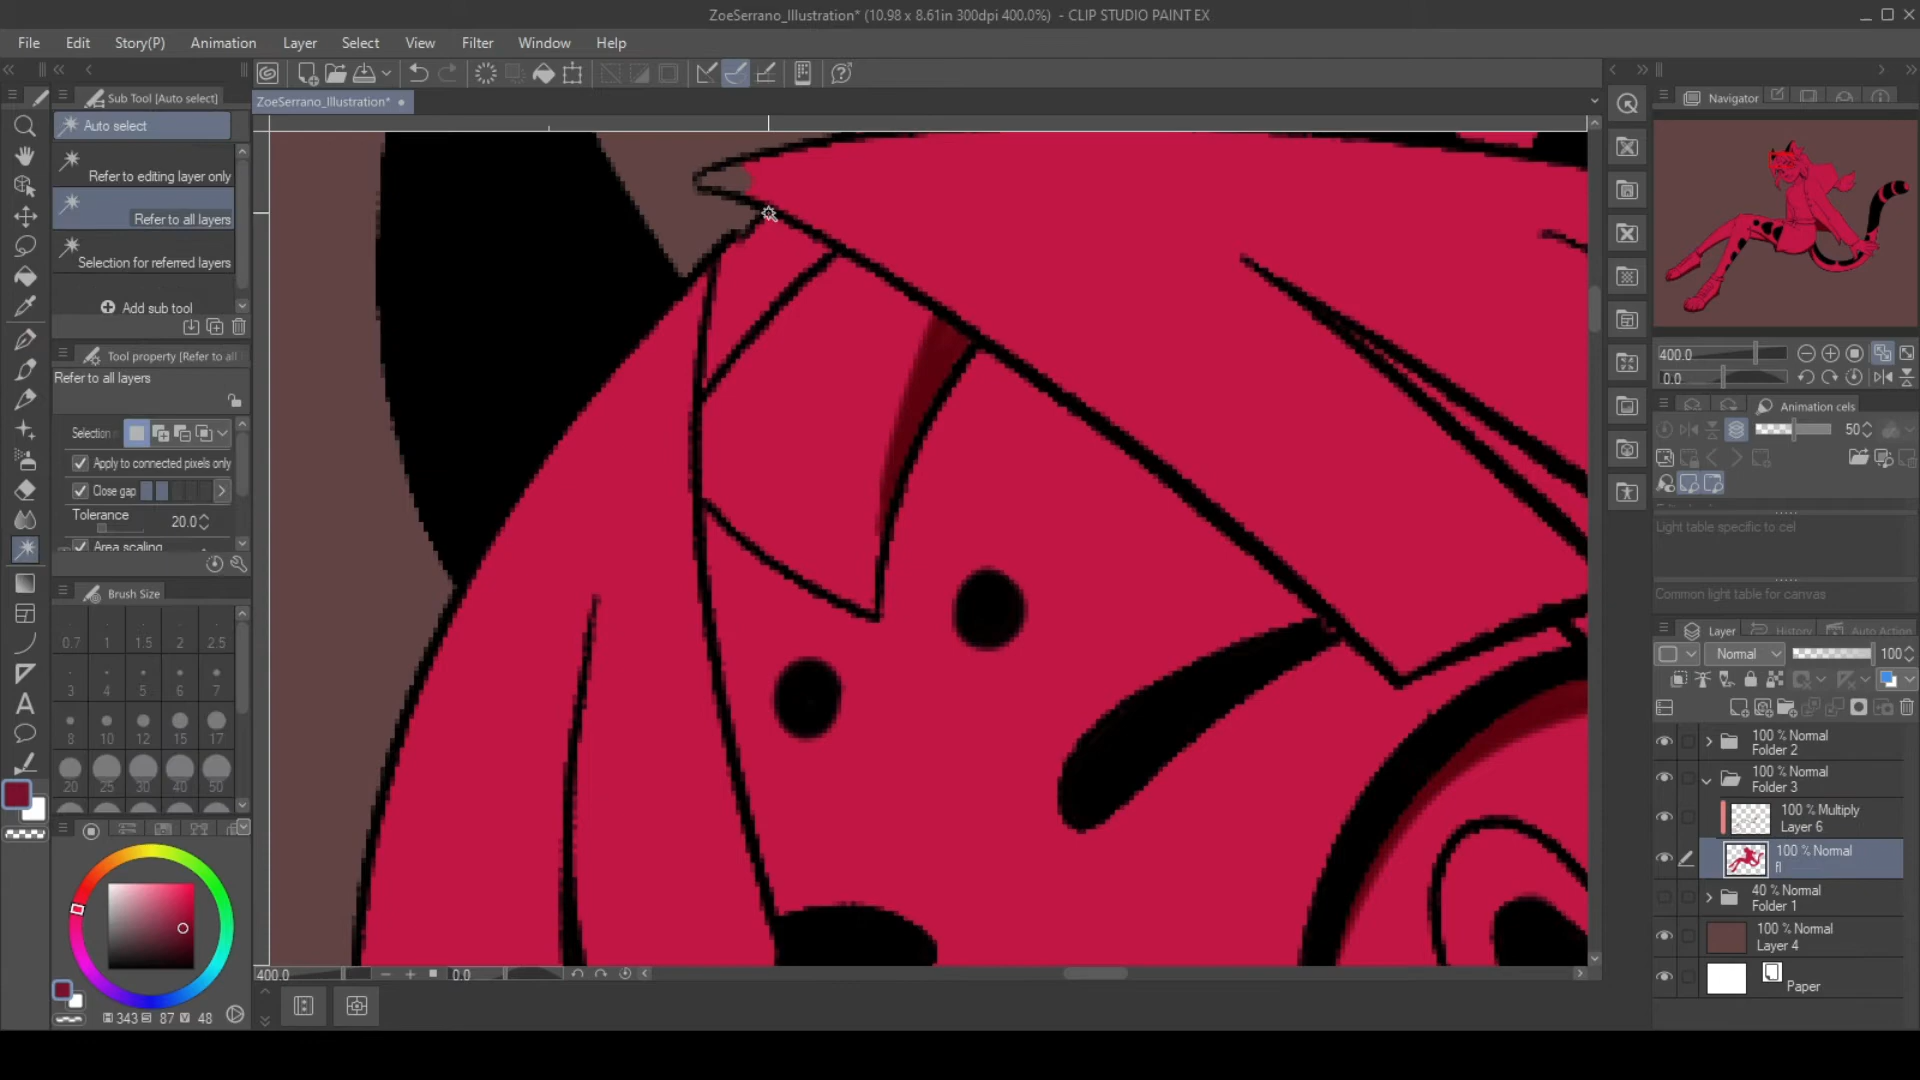 ZoeSerrano_Illustration* (10.98 x 8.61in 300dpi 400.0%)  - CLIP STUDIO PAINT EX
File Edit Story(P) Animation Layer Select View Filter Window Help
Sub Tool [Auto select]
ZoeSerrano_Illustration*
Navigator
Auto select
Refer to editing layer only
Refer to all layers
Selection for referred layers
Add sub tool
Tool property [Refer to all
Refer to all layers
Selection
Apply to connected pixels only
Close gap
Tolerance 20.0
Area scaling
Brush Size
0.7 1 1.5 2 2.5
3 4 5 6 7
8 10 12 15 17
20 25 30 40 50
H 343 S 87 V 48
400.0 0.0
400.0
0.0
Animation cels
50
Light table specific to cel
Common light table for canvas
Layer History Auto Action
Normal 100
100 % Normal
Folder 2
100 % Normal
Folder 3
100 % Multiply
Layer 6
100 % Normal
fl
40 % Normal
Folder 1
100 % Normal
Layer 4
Paper